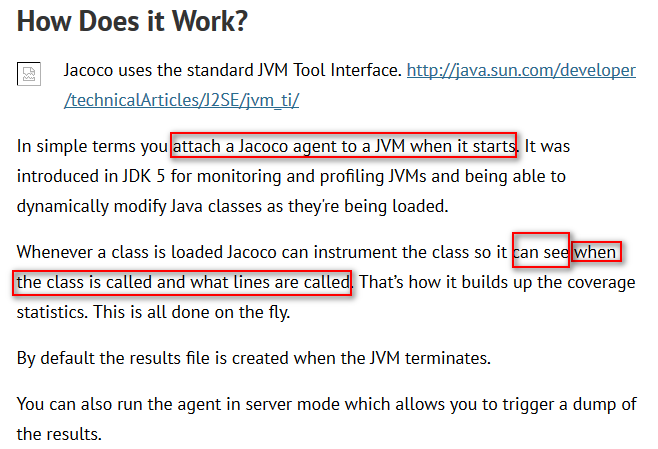 How Does it Work?
Jacoco uses the standard JVM Tool Interface. http://java.sun.com/developer
/technicalArticles/J2SE/jvm_ti/
In simple terms you attach a Jacoco agent to a JVM when it starts. It was
introduced in JDK 5 for monitoring and profiling JVMs and being able to
dynamically modify Java classes as they're being loaded.
Whenever a class is loaded Jacoco can instrument the class so it can see when
the class is called and what lines are called. That's how it builds up the coverage
statistics. This is all done on the fly.
By default the results file is created when the JVM terminates.
You can also run the agent in server mode which allows you to trigger a dump of
the results.